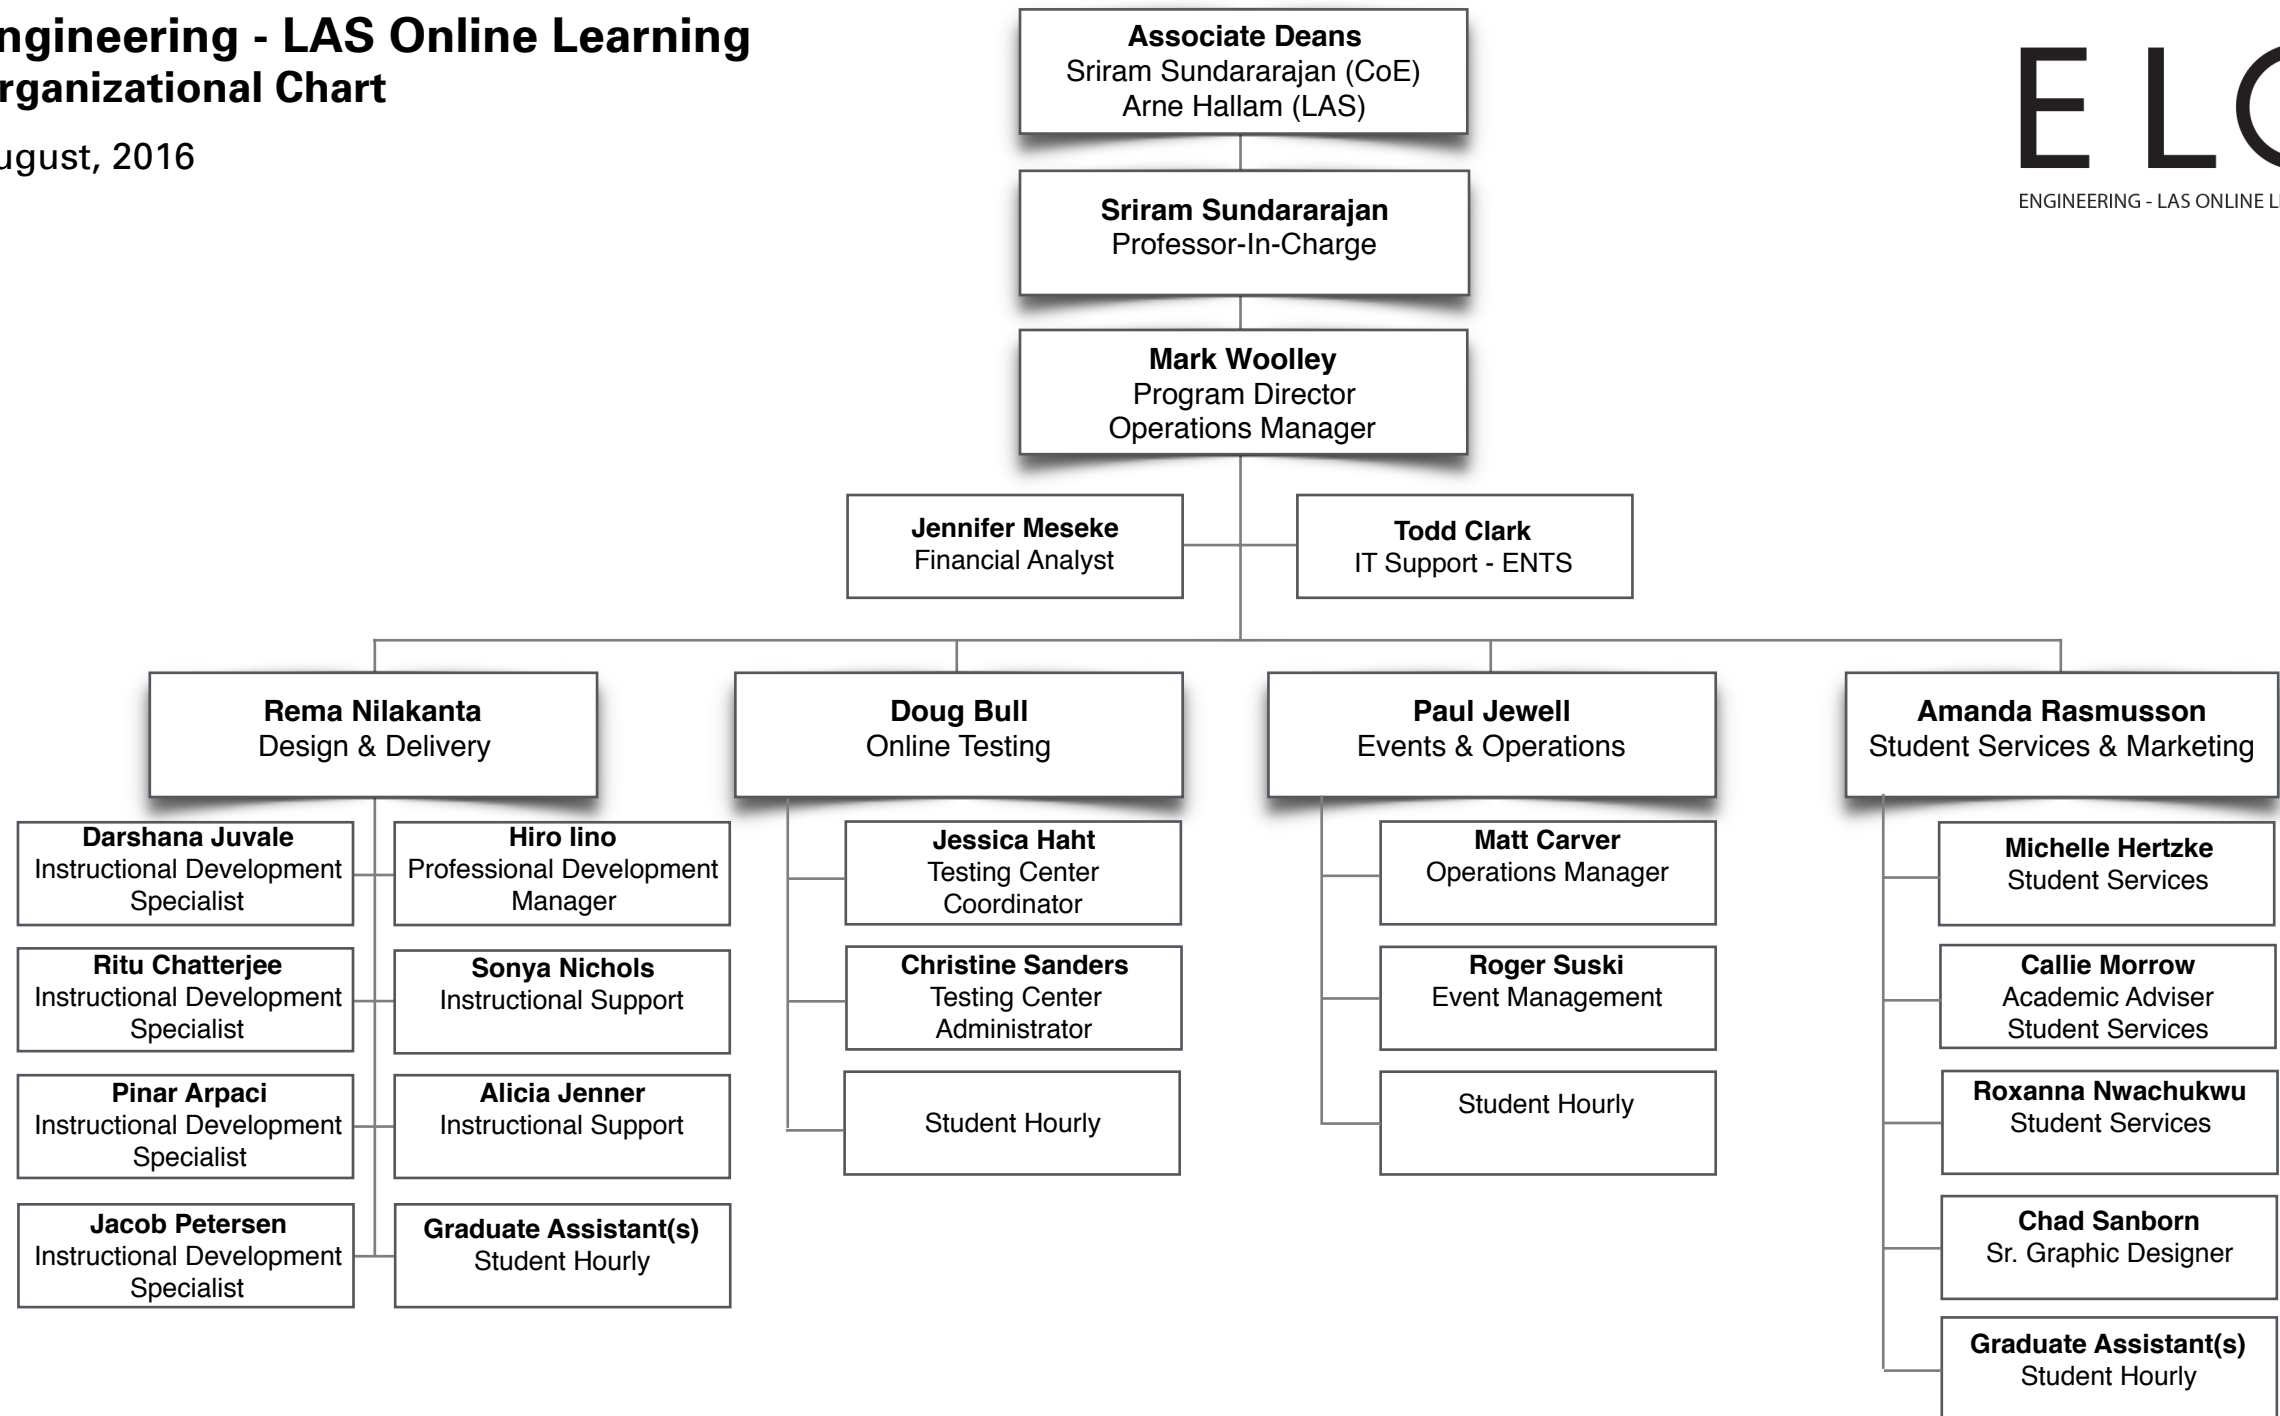 ngineering - LAS Online Learning
rganizational Chart
ugust, 2016
ELO
ENGINEERING - LAS ONLINE L
Associate Deans
Sriram Sundararajan (CoE)
Arne Hallam (LAS)
Sriram Sundararajan
Professor-In-Charge
Mark Woolley
Program Director
Operations Manager
Jennifer Meseke
Financial Analyst
Todd Clark
IT Support - ENTS
Rema Nilakanta
Design & Delivery
Doug Bull
Online Testing
Paul Jewell
Events & Operations
Amanda Rasmusson
Student Services & Marketing
Darshana Juvale
Instructional Development
Specialist
Hiro Iino
Professional Development
Manager
Ritu Chatterjee
Instructional Development
Specialist
Sonya Nichols
Instructional Support
Pinar Arpaci
Instructional Development
Specialist
Alicia Jenner
Instructional Support
Jacob Petersen
Instructional Development
Specialist
Graduate Assistant(s)
Student Hourly
Jessica Haht
Testing Center
Coordinator
Christine Sanders
Testing Center
Administrator
Student Hourly
Matt Carver
Operations Manager
Roger Suski
Event Management
Student Hourly
Michelle Hertzke
Student Services
Callie Morrow
Academic Adviser
Student Services
Roxanna Nwachukwu
Student Services
Chad Sanborn
Sr. Graphic Designer
Graduate Assistant(s)
Student Hourly